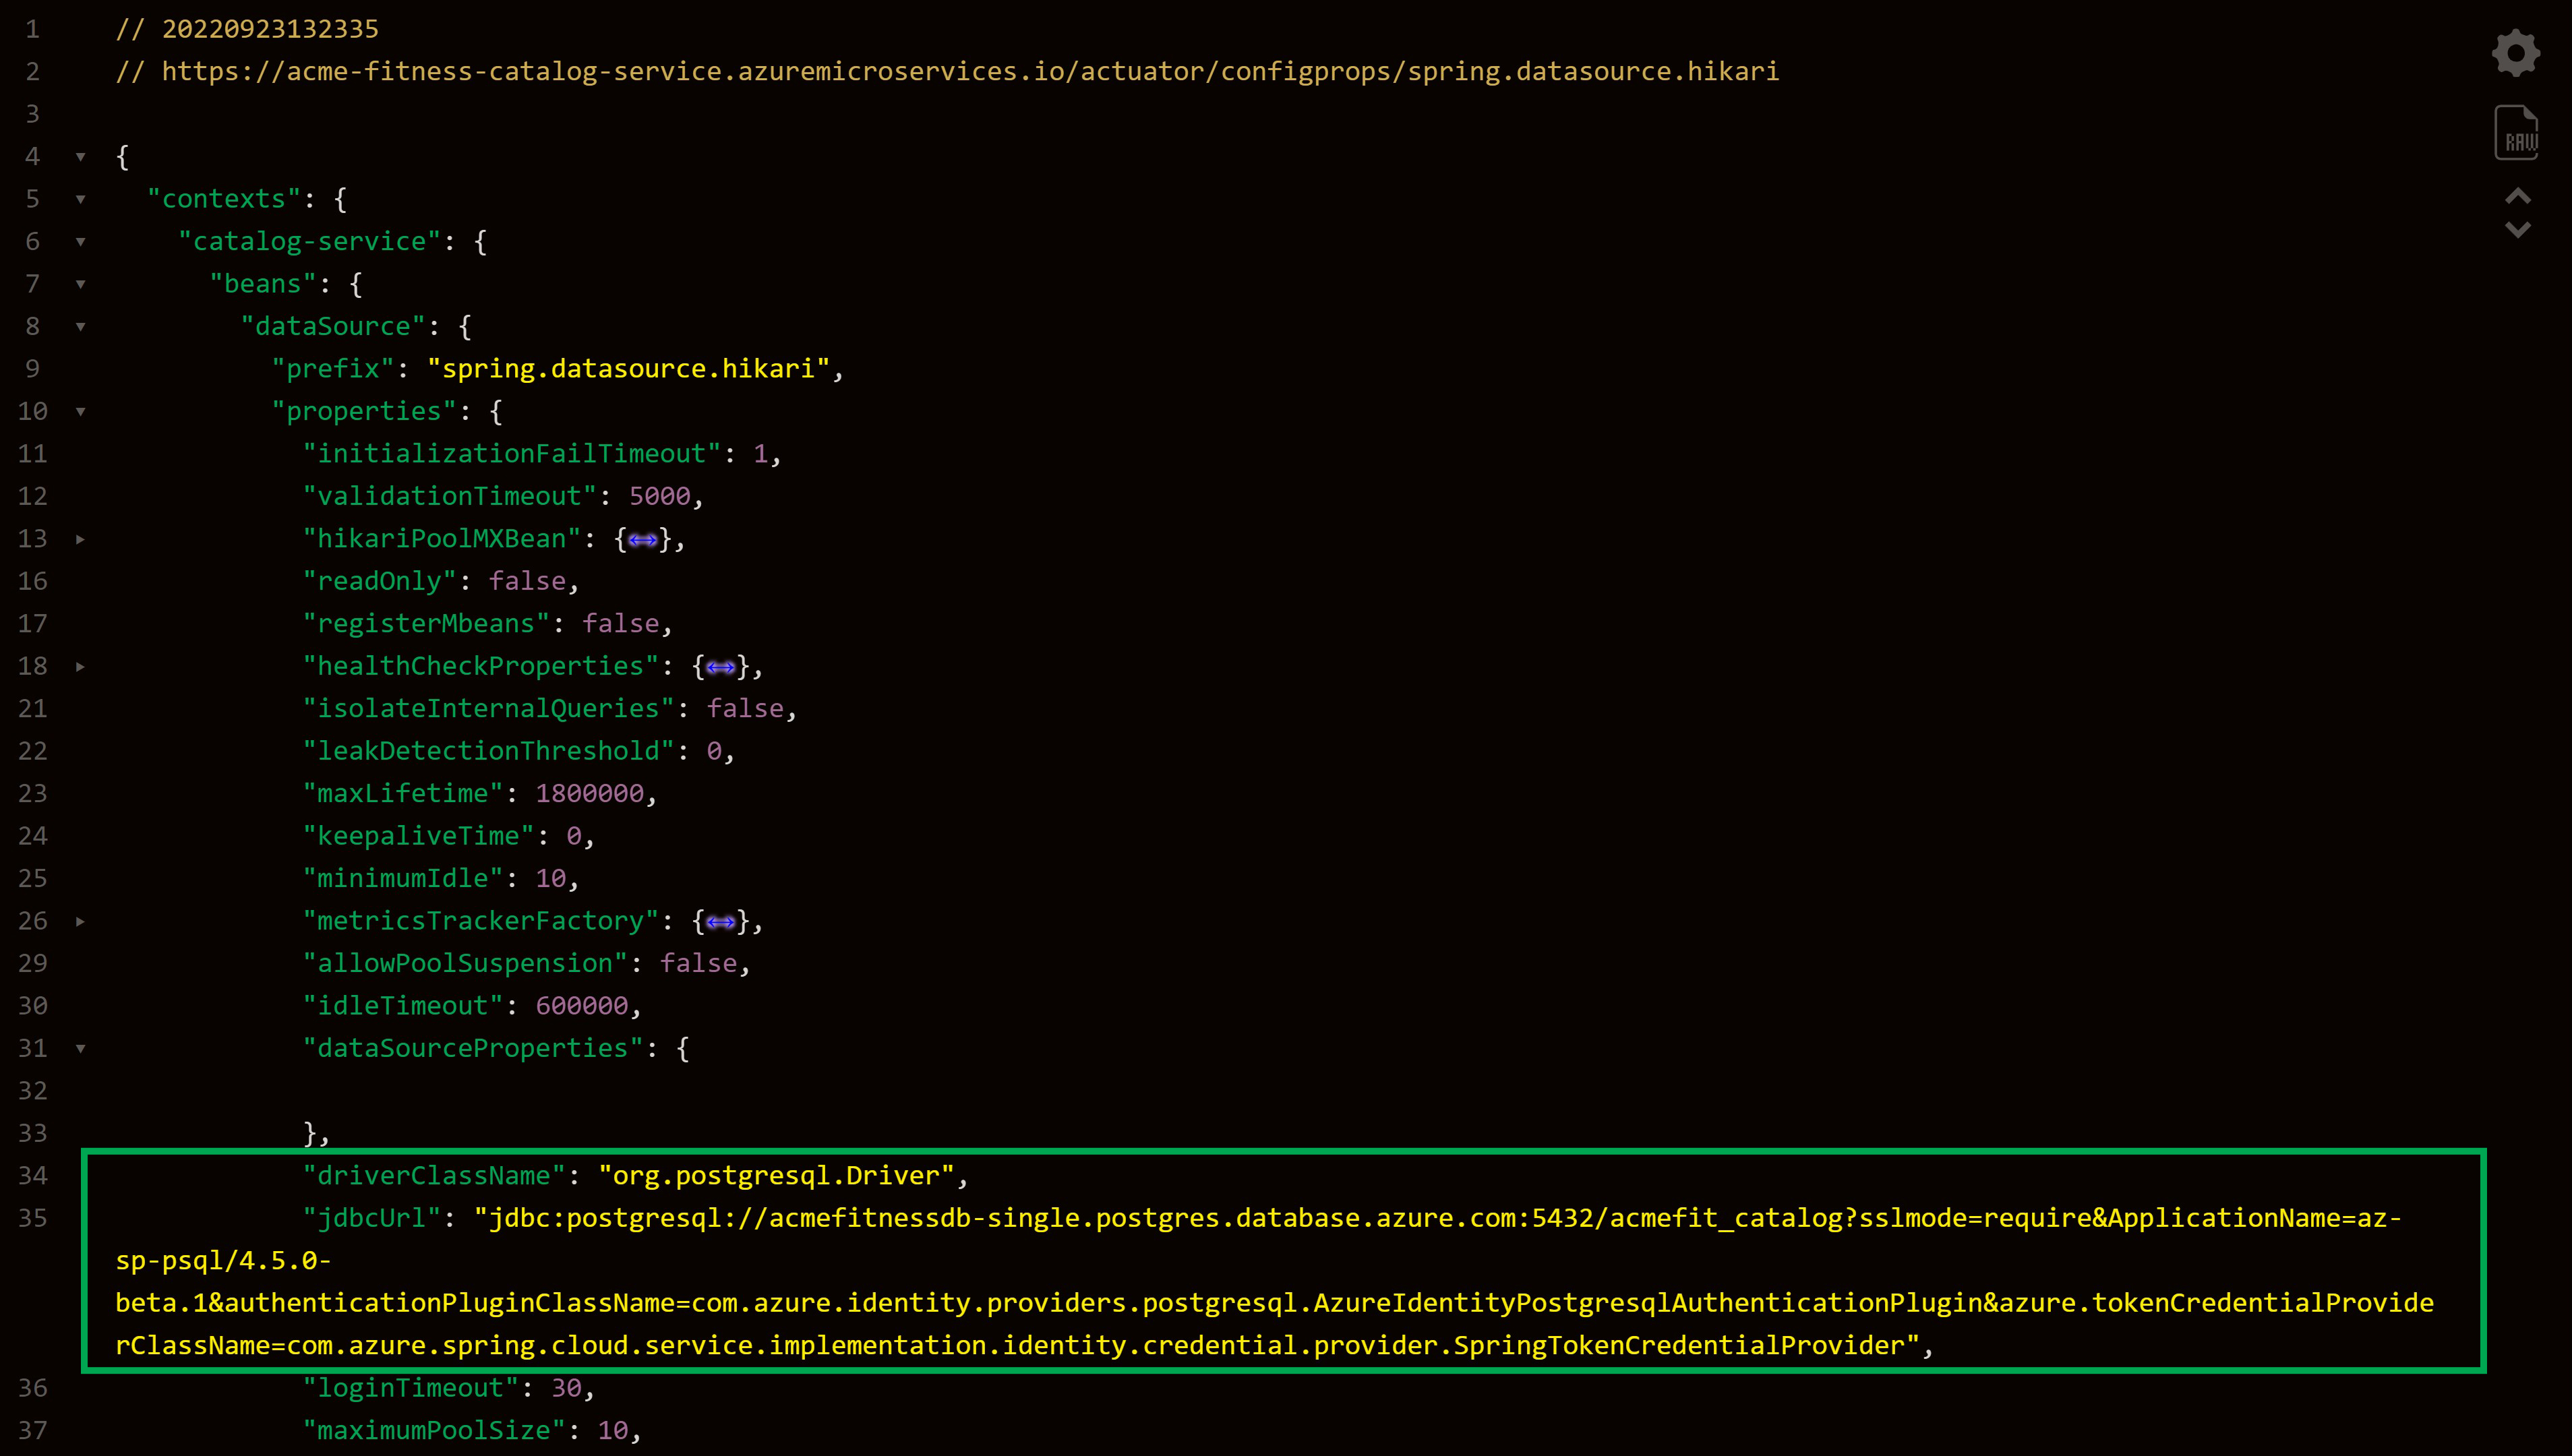 1 // 20220923132335
2 // https://acme-fitness-catalog-service.azuremicroservices.io/actuator/configprops/spring.datasource.hikari
3
4 {
5 "contexts": {
6 "catalog-service": {
7 "beans": {
8 "dataSource": {
9 "prefix": "spring.datasource.hikari",
10 "properties": {
11 "initializationFailTimeout": 1,
12 "validationTimeout": 5000,
13 "hikariPoolMXBean": {↔},
16 "readOnly": false,
17 "registerMbeans": false,
18 "healthCheckProperties": {↔},
21 "isolateInternalQueries": false,
22 "leakDetectionThreshold": 0,
23 "maxLifetime": 1800000,
24 "keepaliveTime": 0,
25 "minimumIdle": 10,
26 "metricsTrackerFactory": {↔},
29 "allowPoolSuspension": false,
30 "idleTimeout": 600000,
31 "dataSourceProperties": {
32
33 },
34 "driverClassName": "org.postgresql.Driver",
35 "jdbcUrl": "jdbc:postgresql://acmefitnessdb-single.postgres.database.azure.com:5432/acmefit_catalog?sslmode=require&ApplicationName=az-
sp-psql/4.5.0-
beta.1&authenticationPluginClassName=com.azure.identity.providers.postgresql.AzureIdentityPostgresqlAuthenticationPlugin&azure.tokenCredentialProvide
rClassName=com.azure.spring.cloud.service.implementation.identity.credential.provider.SpringTokenCredentialProvider",
36 "loginTimeout": 30,
37 "maximumPoolSize": 10,
RAW